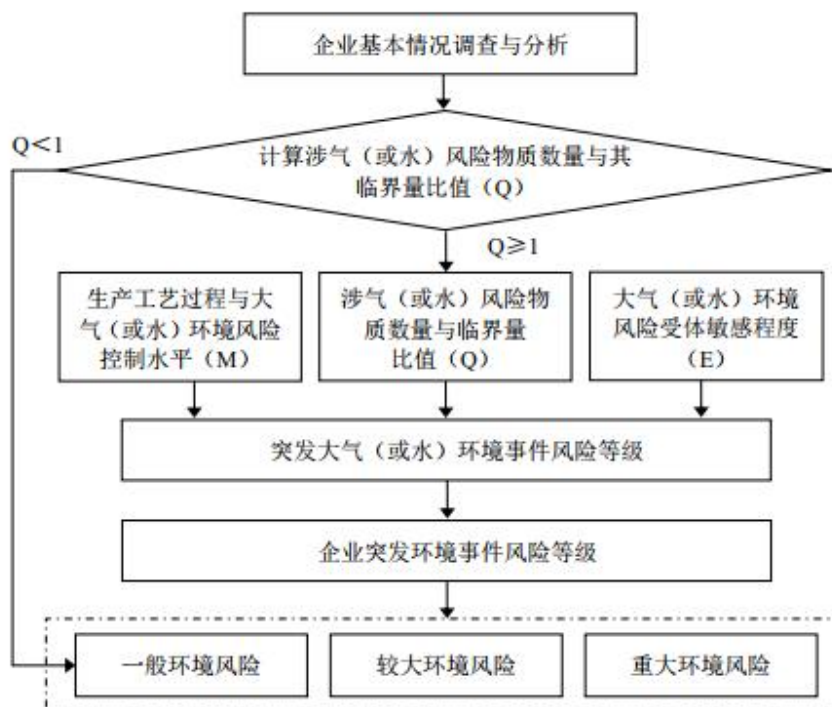 企业基本情况调查与分析
Q＜1
计算涉气（或水）风险物质数量与其
临界量比值（Q）
Q≥1
生产工艺过程与大
气（或水）环境风险
控制水平（M）
涉气（或水）风险物
质数量与临界量
比值（Q）
大气（或水）环境
风险受体敏感程度
（E）
突发大气（或水）环境事件风险等级
企业突发环境事件风险等级
一般环境风险
较大环境风险
重大环境风险